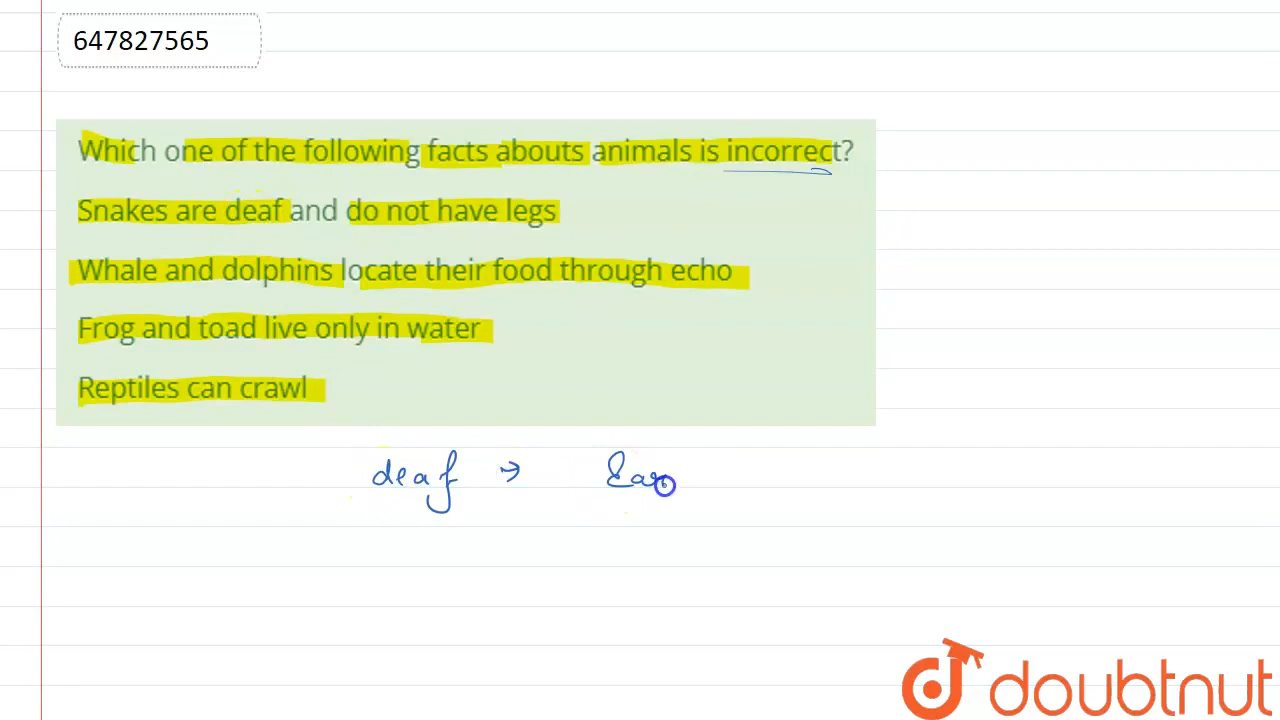 647827565
Which one of the following facts abouts animals is incorrect?
Snakes are deaf and do not have legs
Whale and dolphins locate their food through echo
Frog and toad live only in water
Reptiles can crawl
deaf → Ear
doubtnut